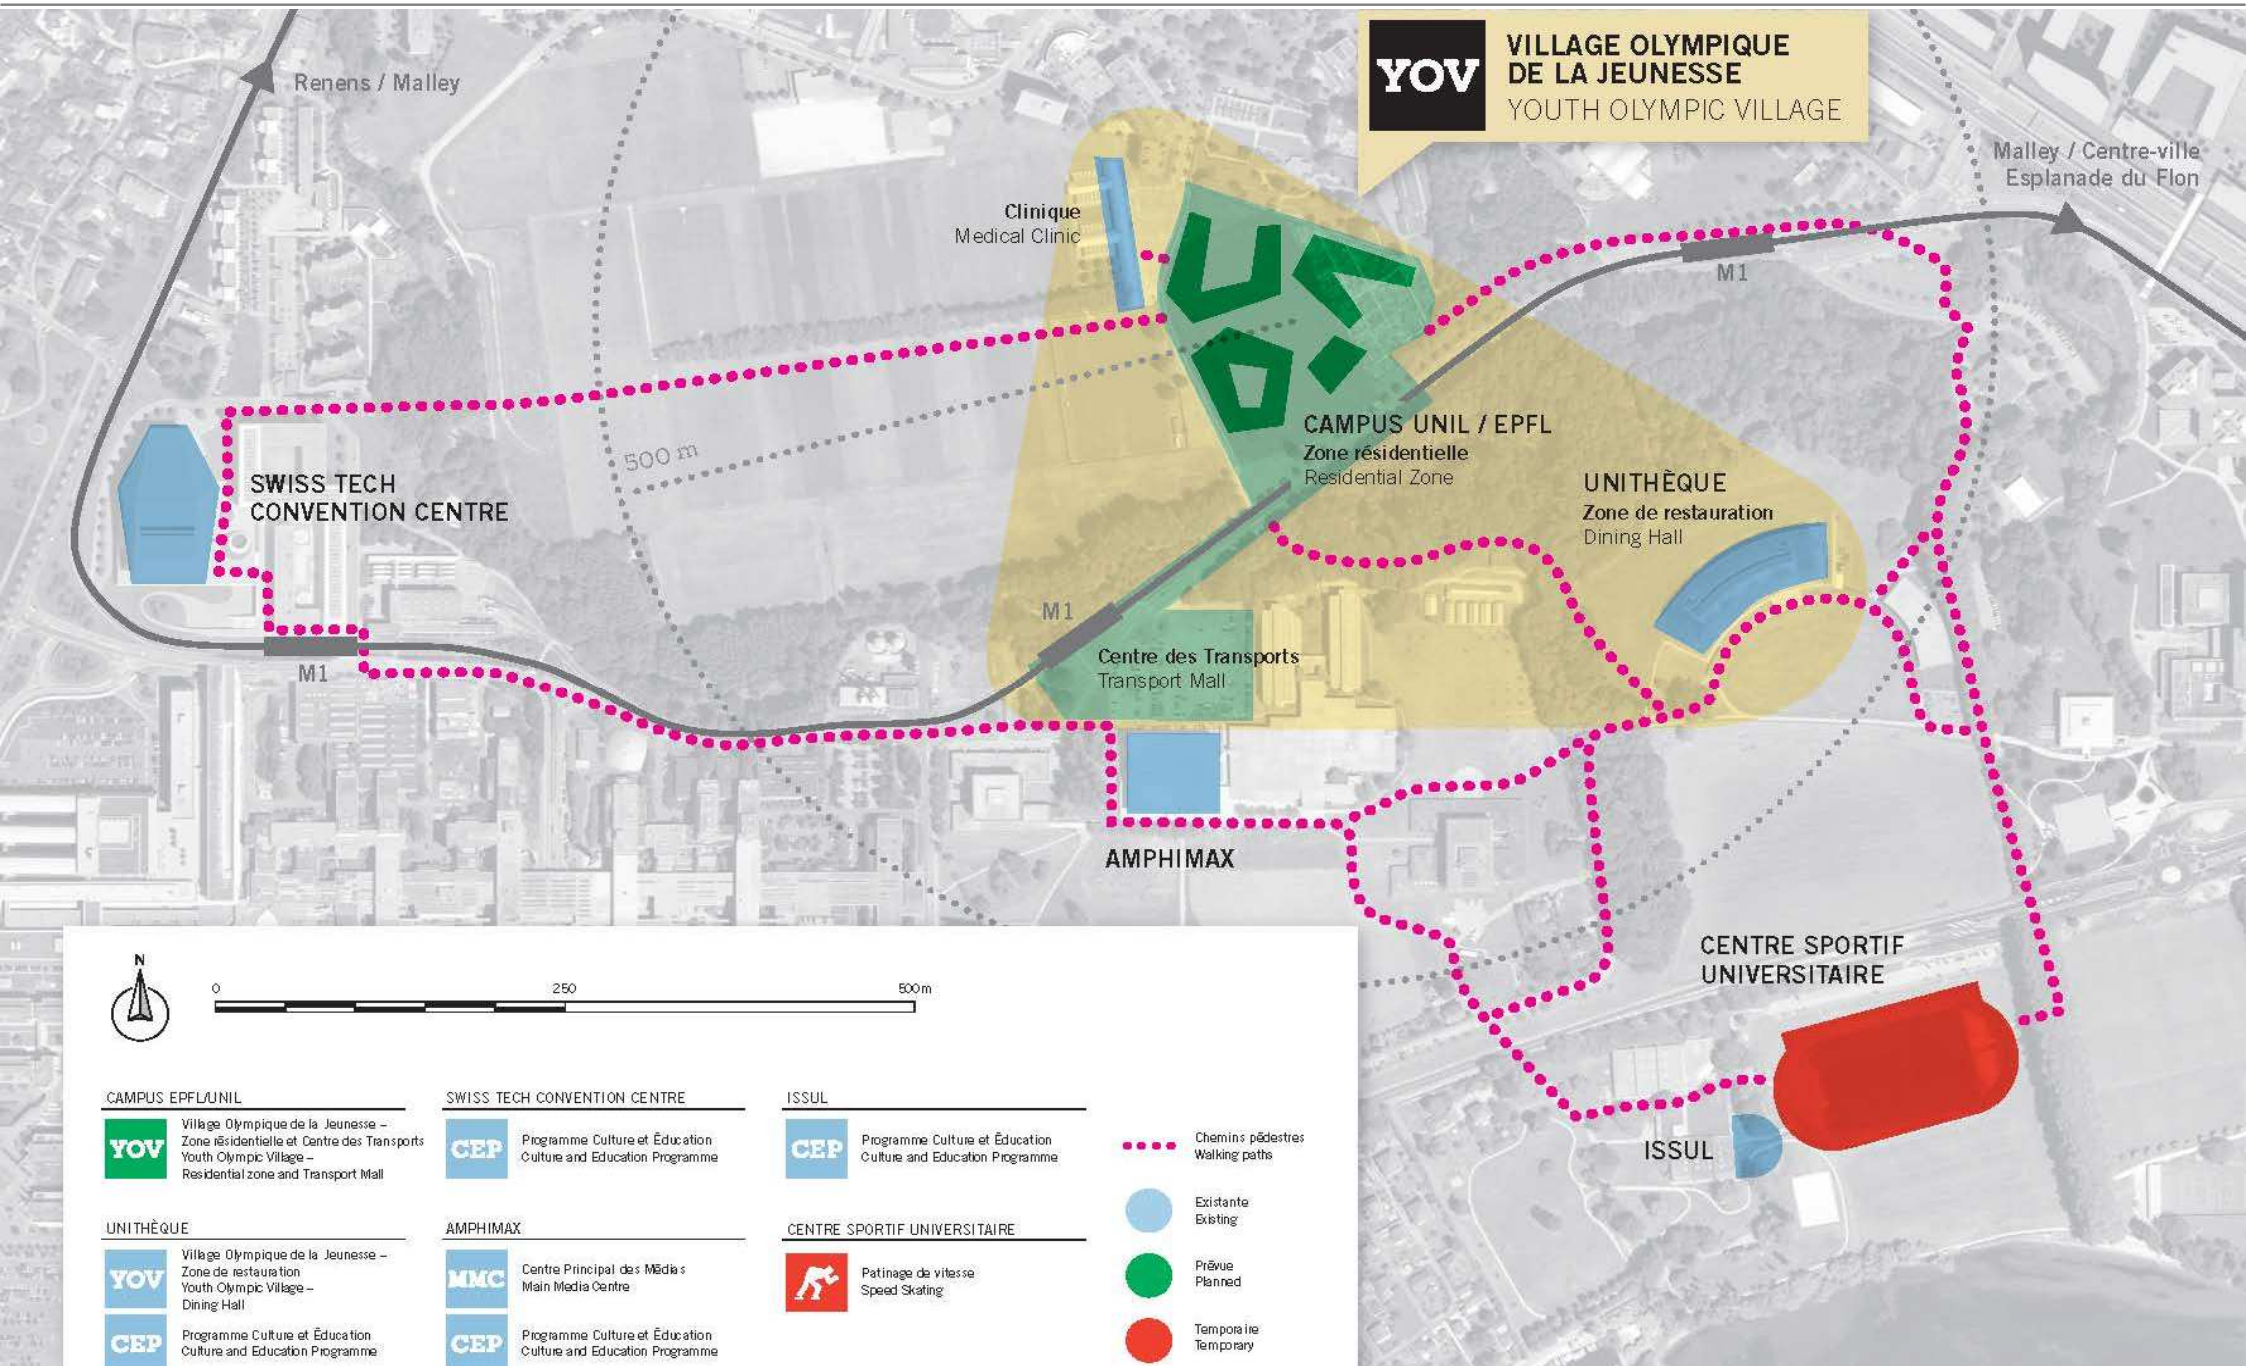 Renens / Malley
YOV
VILLAGE OLYMPIQUE
DE LA JEUNESSE
YOUTH OLYMPIC VILLAGE
Malley / Centre-ville
Esplanade du Flon
Clinique
Medical Clinic
M1
500 m
CAMPUS UNIL / EPFL
Zone résidentielle
Residential Zone
SWISS TECH
CONVENTION CENTRE
UNITHÈQUE
Zone de restauration
Dining Hall
M1
M1
Centre des Transports
Transport Mall
AMPHIMAX
CENTRE SPORTIF
UNIVERSITAIRE
ISSUL
N
0 250 500m
CAMPUS EPFL/UNIL
YOV
Village Olympique de la Jeunesse –
Zone résidentielle et Centre des Transports
Youth Olympic Village –
Residential zone and Transport Mall
SWISS TECH CONVENTION CENTRE
CEP
Programme Culture et Éducation
Culture and Education Programme
ISSUL
CEP
Programme Culture et Éducation
Culture and Education Programme
UNITHÈQUE
YOV
Village Olympique de la Jeunesse –
Zone de restauration
Youth Olympic Village –
Dining Hall
CEP
Programme Culture et Éducation
Culture and Education Programme
AMPHIMAX
MMC
Centre Principal des Médias
Main Media Centre
CEP
Programme Culture et Éducation
Culture and Education Programme
CENTRE SPORTIF UNIVERSITAIRE
Patinage de vitesse
Speed Skating
Chemins pédestres
Walking paths
Existante
Existing
Prévue
Planned
Temporaire
Temporary